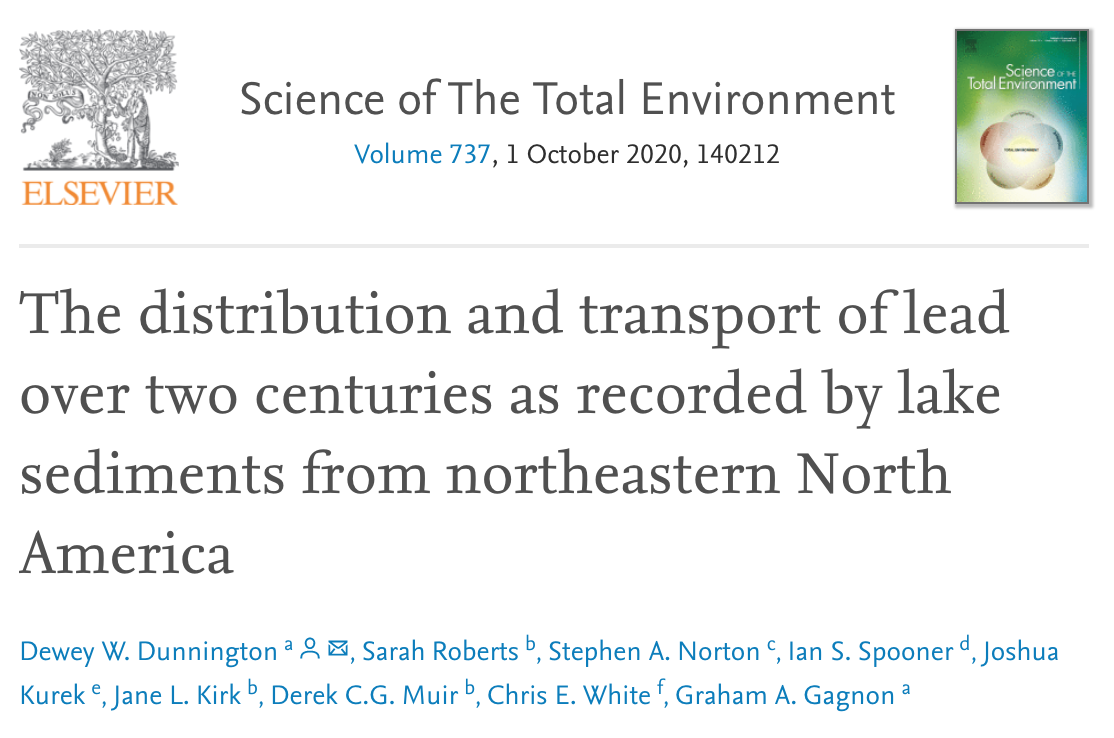 Science of The Total Environment
Volume 737, 1 October 2020, 140212
ELSEVIER
Science OF THE
Total Environment
TOTAL ENVIRONMENT
The distribution and transport of lead
over two centuries as recorded by lake
sediments from northeastern North
America
Dewey W. Dunnington a, Sarah Roberts b, Stephen A. Norton c, Ian S. Spooner d, Joshua
Kurek e, Jane L. Kirk b, Derek C.G. Muir b, Chris E. White f, Graham A. Gagnon a